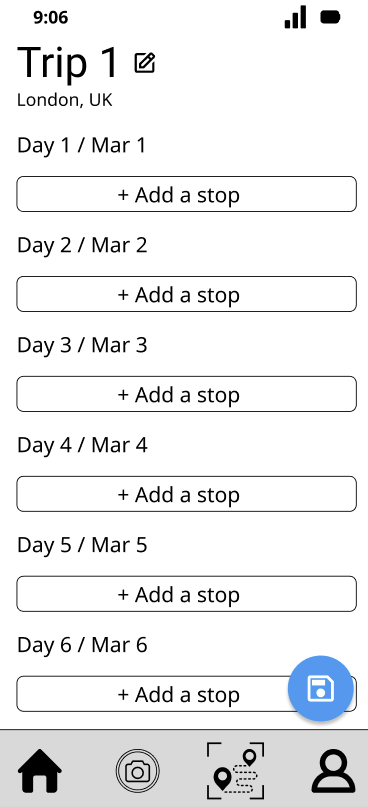 9:06
Trip 1
London, UK
Day 1 / Mar 1
+ Add a stop
Day 2 / Mar 2
+ Add a stop
Day 3 / Mar 3
+ Add a stop
Day 4 / Mar 4
+ Add a stop
Day 5 / Mar 5
+ Add a stop
Day 6 / Mar 6
+ Add a stop